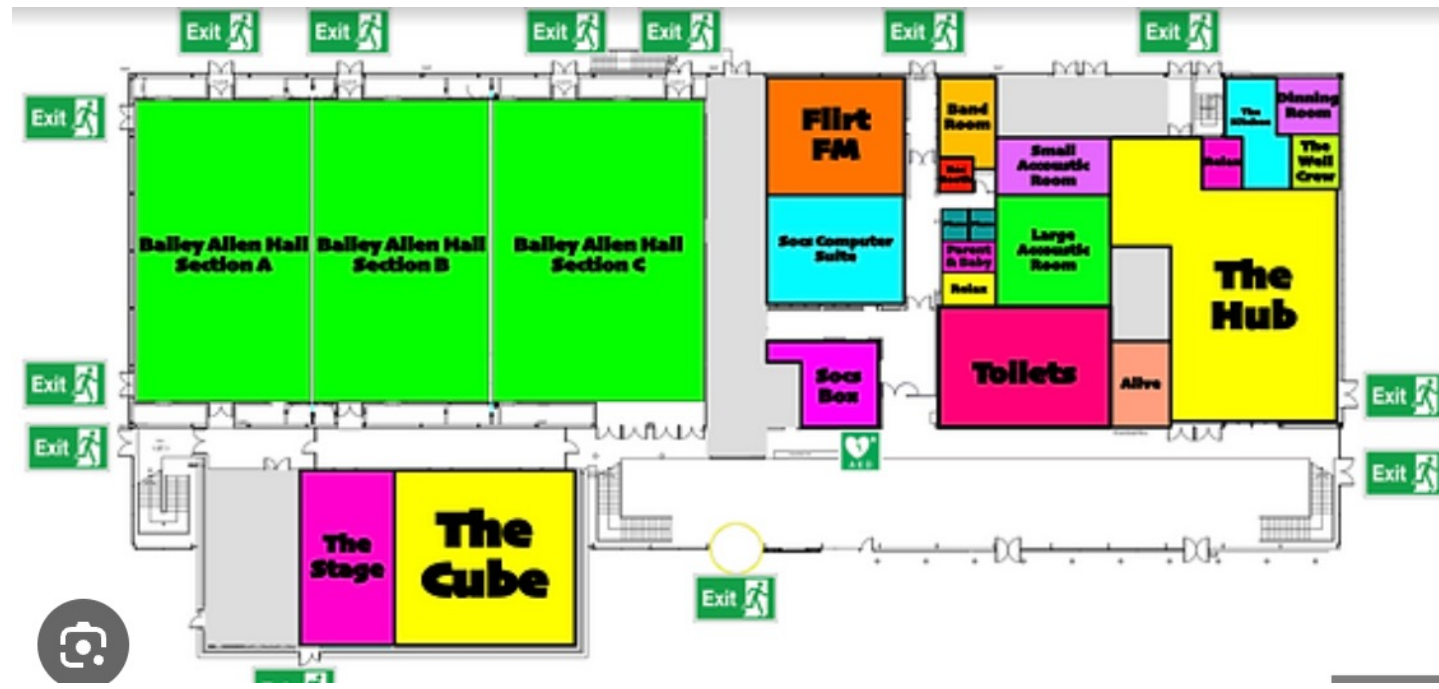 Exit
Exit
Exit
Exit
Exit
Exit
Exit
Flirt
FM
Band
Room
The
Kitchen
Dinning
Room
Small
Accoustic
Room
Relax
The
Well
Crew
Bailey Allen Hall
Section A
Bailey Allen Hall
Section B
Bailey Allen Hall
Section C
Socs Computer
Suite
Large
Accoustic
Room
Parent
& Baby
Relax
The
Hub
Exit
Socs
Box
Toilets
Alive
Exit
Exit
AED
Exit
The
Stage
The
Cube
Exit